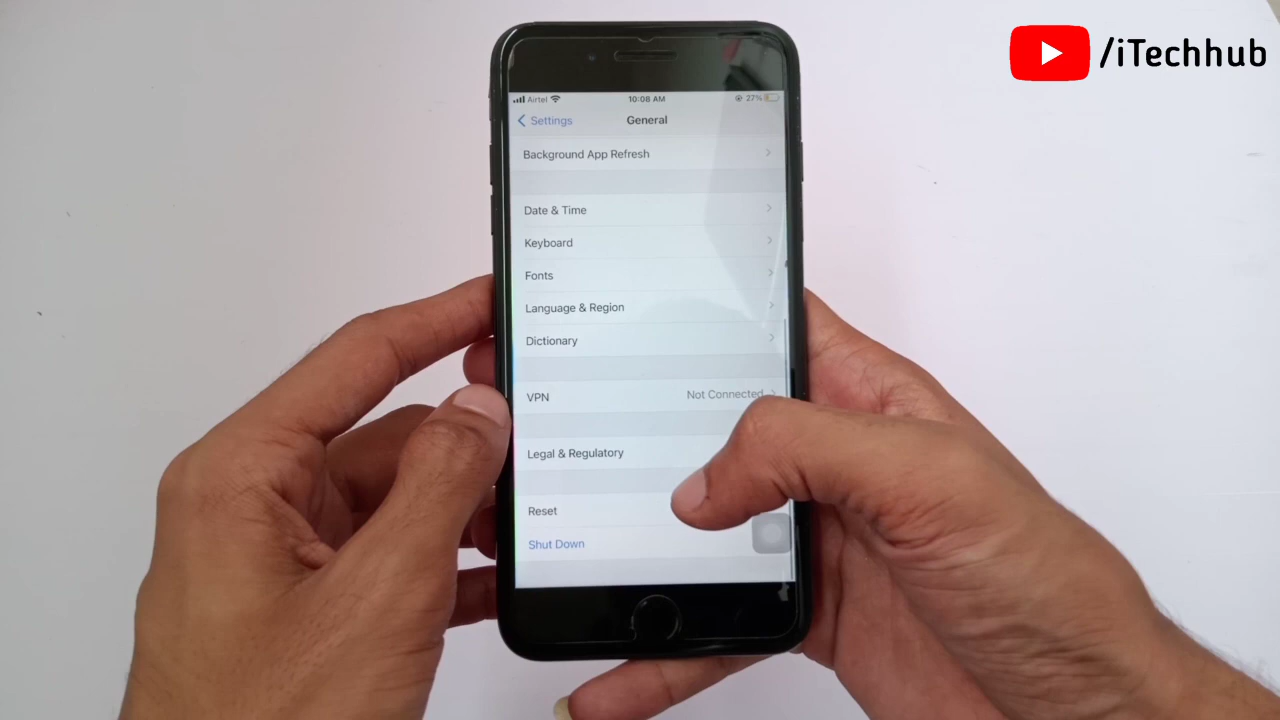 /iTechhub
Airtel 10:08 AM 27%
Settings General
Background App Refresh
Date & Time
Keyboard
Fonts
Language & Region
Dictionary
VPN Not Connected
Legal & Regulatory
Reset
Shut Down